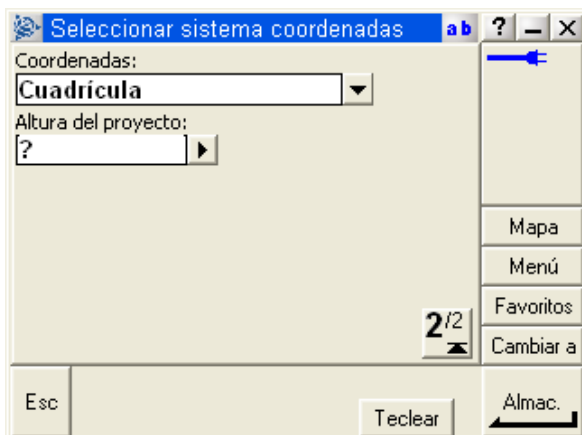 Seleccionar sistema coordenadas
ab
?
Coordenadas:
Cuadrícula
Altura del proyecto:
?
Mapa
Menú
Favoritos
2/2
Cambiar a
Esc
Teclear
Almac.